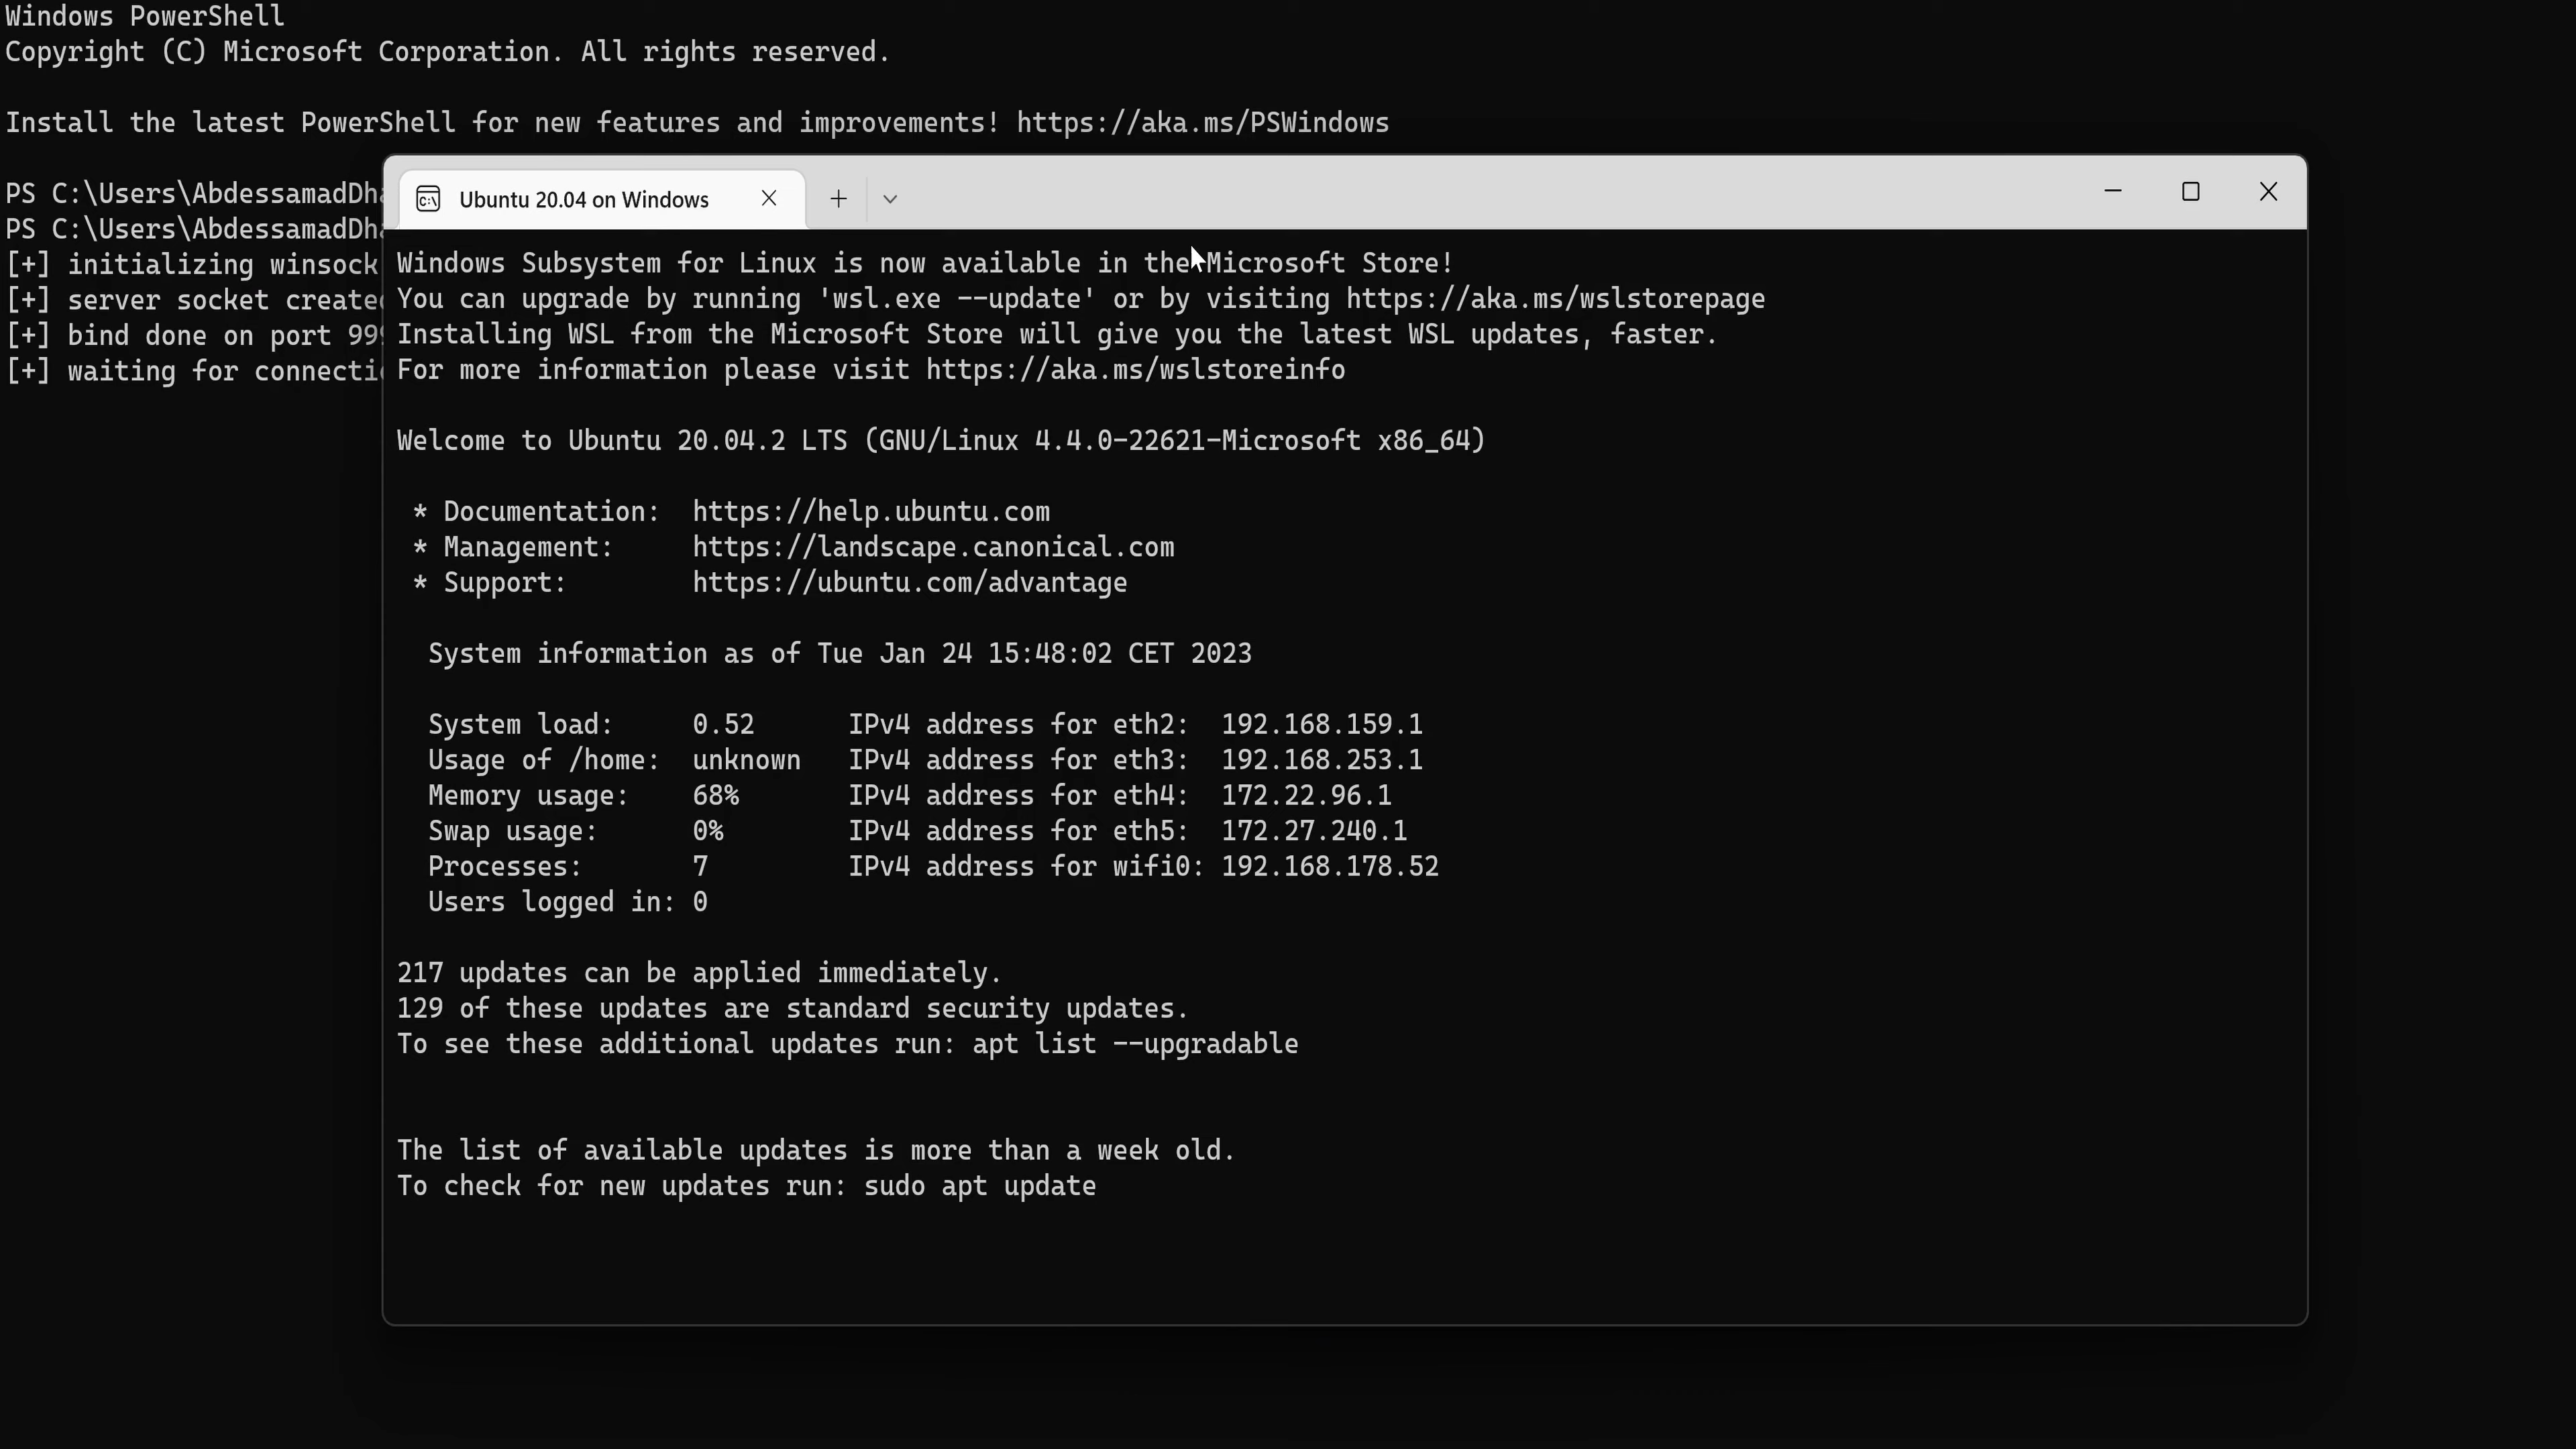 Windows PowerShell
Copyright (C) Microsoft Corporation. All rights reserved.
Install the latest PowerShell for new features and improvements! https://aka.ms/PSWindows
PS
PS
[+] initializing winsock
[+] server socket
[+] bind done on port
[+] waiting for
Ubuntu 20.04 on Windows
Windows Subsystem for Linux is now available in the Microsoft Store!
You can upgrade by running 'wsl.exe --update' or by visiting https://aka.ms/wslstorepage
Installing WSL from the Microsoft Store will give you the latest WSL updates, faster.
For more information please visit https://aka.ms/wslstoreinfo
Welcome to Ubuntu 20.04.2 LTS (GNU/Linux 4.4.0-22621-Microsoft x86_64)
* Documentation: https://help.ubuntu.com
* Management: https://landscape.canonical.com
* Support: https://ubuntu.com/advantage
System information as of Tue Jan 24 15:48:02 CET 2023
System load: 0.52 IPv4 address for eth2: 192.168.159.1
Usage of /home: unknown IPv4 address for eth3: 192.168.253.1
Memory usage: 68% IPv4 address for eth4: 172.22.96.1
Swap usage: 0% IPv4 address for eth5: 172.27.240.1
Processes: 7 IPv4 address for wifi0: 192.168.178.52
Users logged in: 0
217 updates can be applied immediately.
129 of these updates are standard security updates.
To see these additional updates run: apt list --upgradable
The list of available updates is more than a week old.
To check for new updates run: sudo apt update